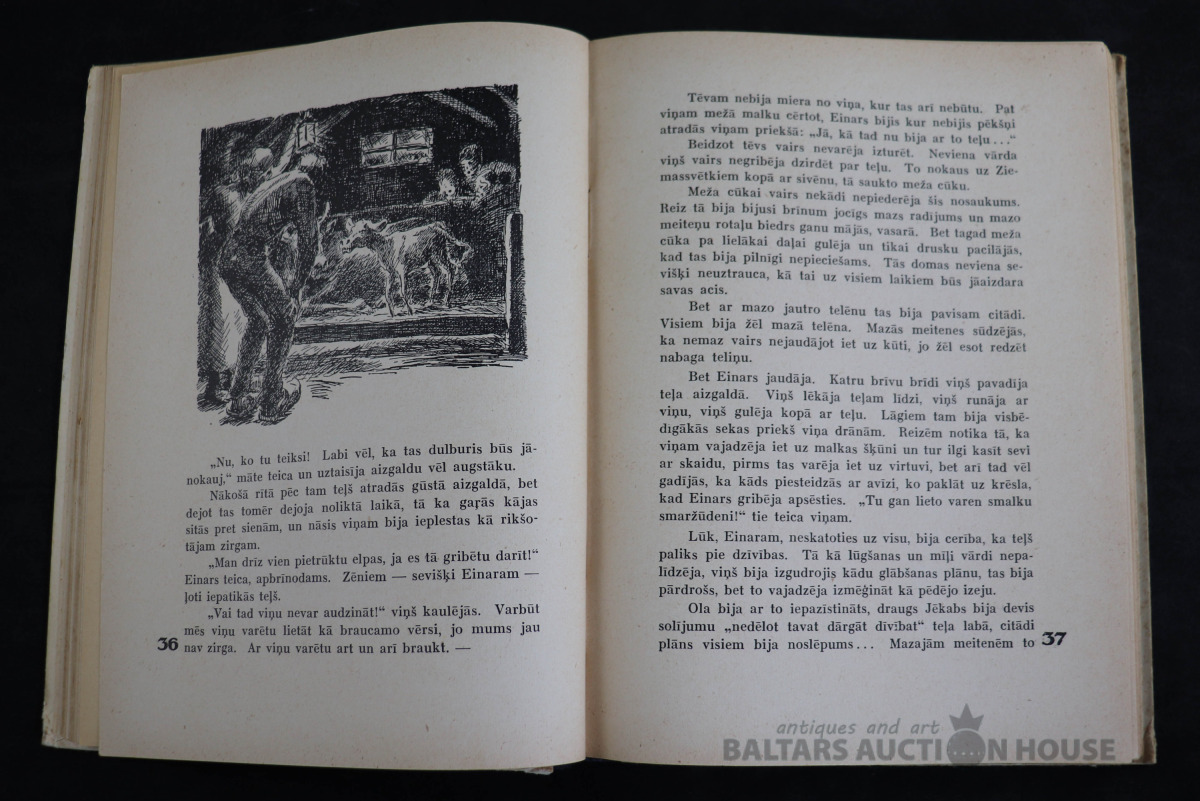 „Nu, ko tu teiksi! Labi vēl, ka tas dulburis būs jā-
nokauj,“ māte teica un uztaisīja aizgaldu vēl augstāku.
Nākošā rītā pēc tam teļš atradās gūstā aizgaldā, bet
dejot tas tomēr dejoja noliktā laikā, tā ka gaŗās kājas
sitās pret sienām, un nāsis viņam bija ieplestas kā rikšo-
tājam zirgam.
„Man drīz vien pietrūktu elpas, ja es tā gribētu darīt!“
Einars teica, apbrīnodams. Zēniem — sevišķi Einaram —
ļoti iepatikās teļš.
„Vai tad viņu nevar audzināt!“ viņš kaulējās. Varbūt
mēs viņu varētu lietāt kā braucamo vērsi, jo mums jau
nav zirga. Ar viņu varētu art un arī braukt. —
36
Tēvam nebija miera no viņa, kur tas arī nebūtu. Pat
viņam mežā malku cērtot, Einars bijis kur nebijis pēkšņi
atradās viņam priekšā: „Jā, kā tad nu bija ar to teļu...“
Beidzot tēvs vairs nevarēja izturēt. Neviena vārda
viņš vairs negribēja dzirdēt par teļu. To nokaus uz Zie-
massvētkiem kopā ar sivēnu, tā saukto meža cūku.
Meža cūkai vairs nekādi nepiederēja šis nosaukums.
Reiz tā bija bijusi brīnum jocīgs mazs radījums un mazo
meiteņu rotaļu biedrs ganu mājās, vasarā. Bet tagad meža
cūka pa lielākai daļai gulēja un tikai drusku pacilājās,
kad tas bija pilnīgi nepieciešams. Tās domas neviena se-
višķi neuztrauca, kā tai uz visiem laikiem būs jāaizdara
savas acis.
Bet ar mazo jautro telēnu tas bija pavisam citādi.
Visiem bija žēl mazā telēna. Mazās meitenes sūdzējās,
ka nemaz vairs nejaudājot iet uz kūti, jo žēl esot redzēt
nabaga teliņu.
Bet Einars jaudāja. Katru brīvu brīdi viņš pavadīja
teļa aizgaldā. Viņš lēkāja teļam līdzi, viņš runāja ar
viņu, viņš gulēja kopā ar teļu. Lāgiem tam bija visbē-
dīgākās sekas priekš viņa drānām. Reizēm notika tā, ka
viņam vajadzēja iet uz malkas šķūni un tur ilgi kasīt sevi
ar skaidu, pirms tas varēja iet uz virtuvi, bet arī tad vēl
gadījās, ka kāds piesteidzās ar avīzi, ko paklāt uz krēsla,
kad Einars gribēja apsēsties. „Tu gan lieto varen smalku
smaržūdeni!“ tie teica viņam.
Lūk, Einaram, neskatoties uz visu, bija cerība, ka teļš
paliks pie dzīvības. Tā kā lūgšanas un mīļi vārdi nepa-
līdzēja, viņš bija izgudrojis kādu glābšanas plānu, tas bija
pārdrošs, bet to vajadzēja izmēģināt kā pēdējo izeju.
Ola bija ar to iepazīstināts, draugs Jēkabs bija devis
solījumu „nedēlot tavat dārgāt dīvībat“ teļa labā, citādi
plāns visiem bija noslēpums... Mazajām meitenēm to
37
antiques and art
BALTARS AUCTION HOUSE